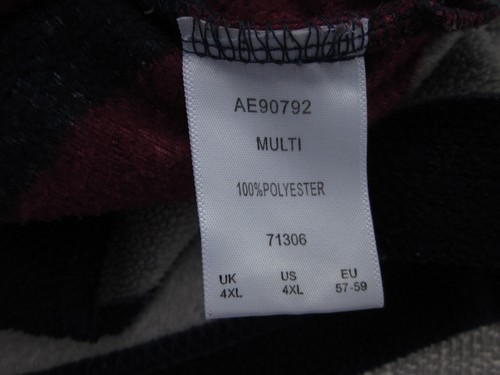 AE90792
MULTI
100%POLYESTER
71306
UK US EU
4XL 4XL 57-59